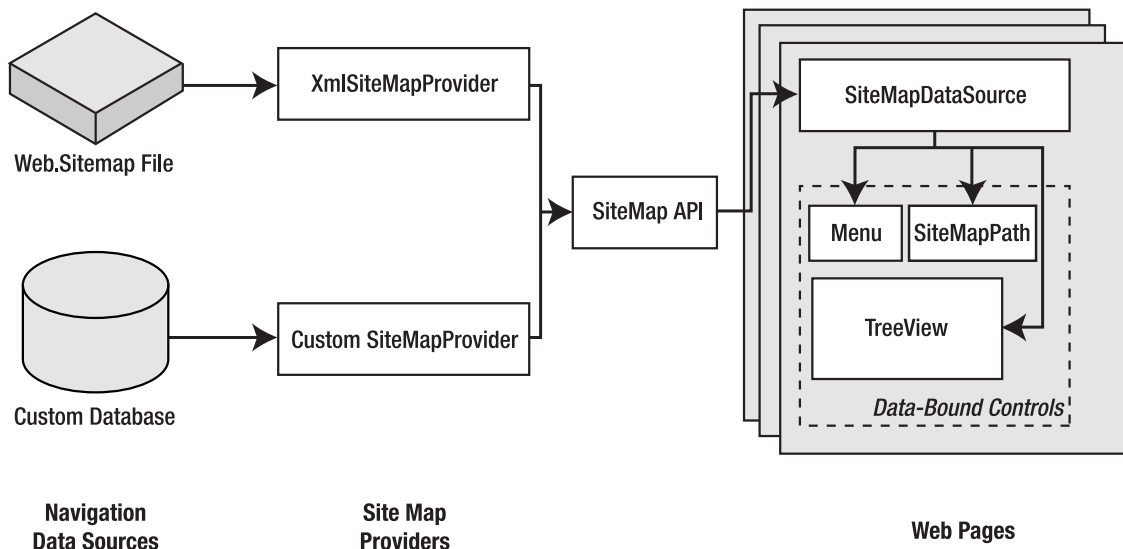 XmlSiteMapProvider
SiteMapDataSource
Web.Sitemap File
SiteMap API
Menu
SiteMapPath
TreeView
Custom SiteMapProvider
Data-Bound Controls
Custom Database
Navigation
Data Sources
Site Map
Providers
Web Pages